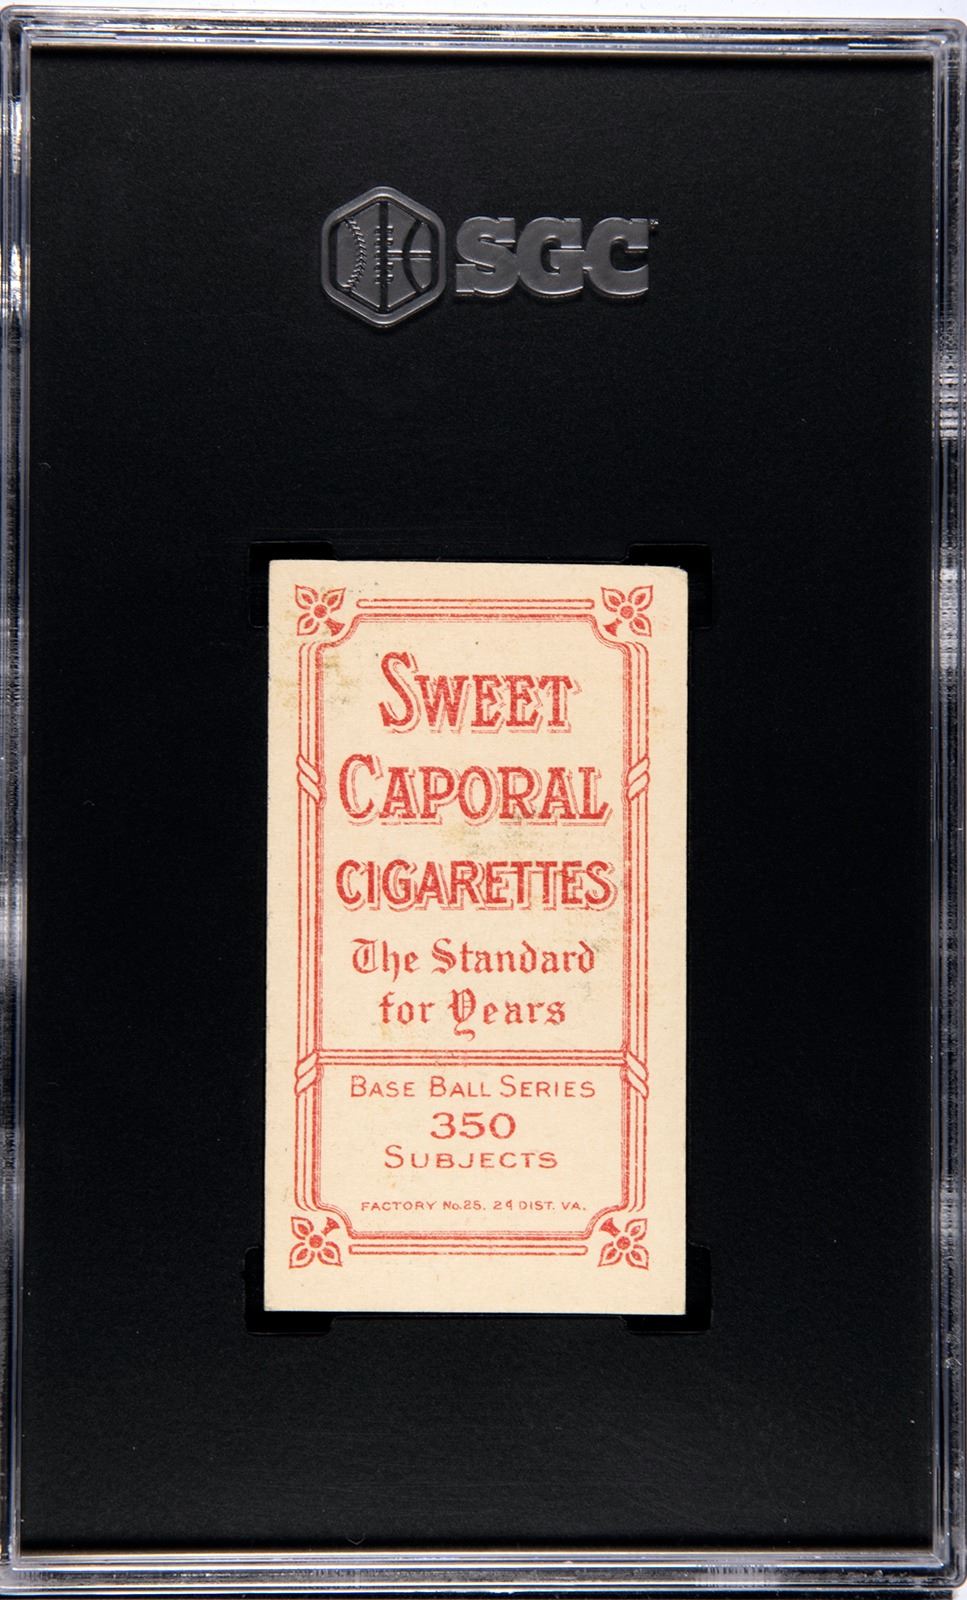 SGC
SWEET
CAPORAL
CIGARETTES
The Standard
for Years
BASE BALL SERIES
350
SUBJECTS
FACTORY No. 25. 2d DIST. VA.